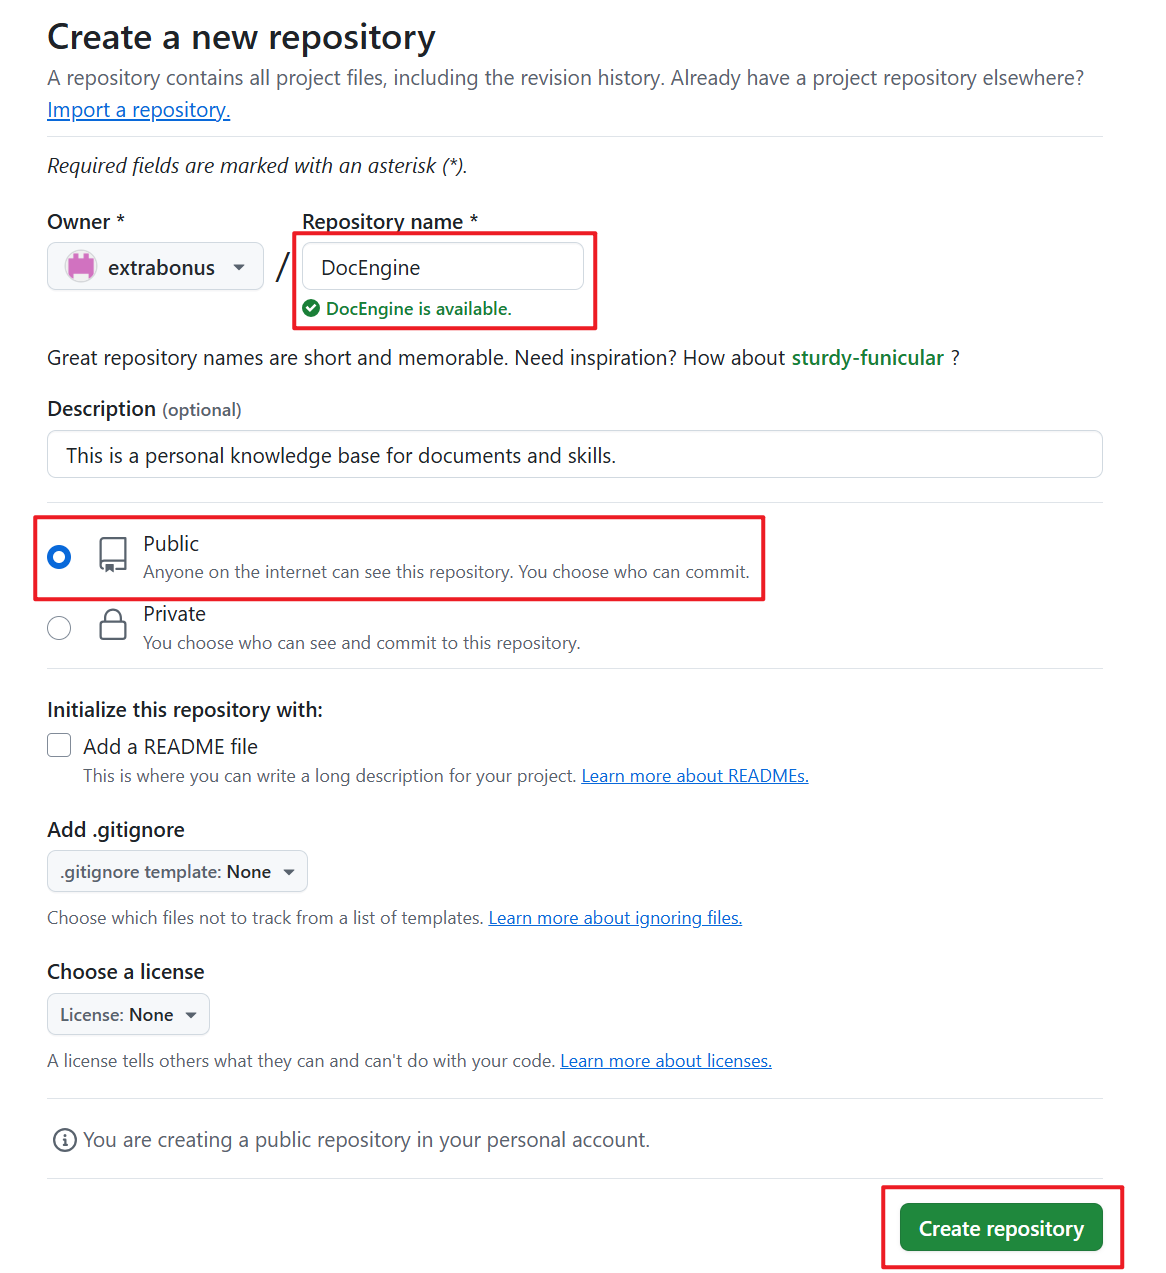 Create a new repository
A repository contains all project files, including the revision history. Already have a project repository elsewhere?
Import a repository.
Required fields are marked with an asterisk (*).
Owner *
Repository name *
extrabonus
/
DocEngine
DocEngine is available.
Great repository names are short and memorable. Need inspiration? How about sturdy-funicular ?
Description (optional)
This is a personal knowledge base for documents and skills.
Public
Anyone on the internet can see this repository. You choose who can commit.
Private
You choose who can see and commit to this repository.
Initialize this repository with:
Add a README file
This is where you can write a long description for your project. Learn more about READMEs.
Add .gitignore
.gitignore template: None
Choose which files not to track from a list of templates. Learn more about ignoring files.
Choose a license
License: None
A license tells others what they can and can't do with your code. Learn more about licenses.
You are creating a public repository in your personal account.
Create repository